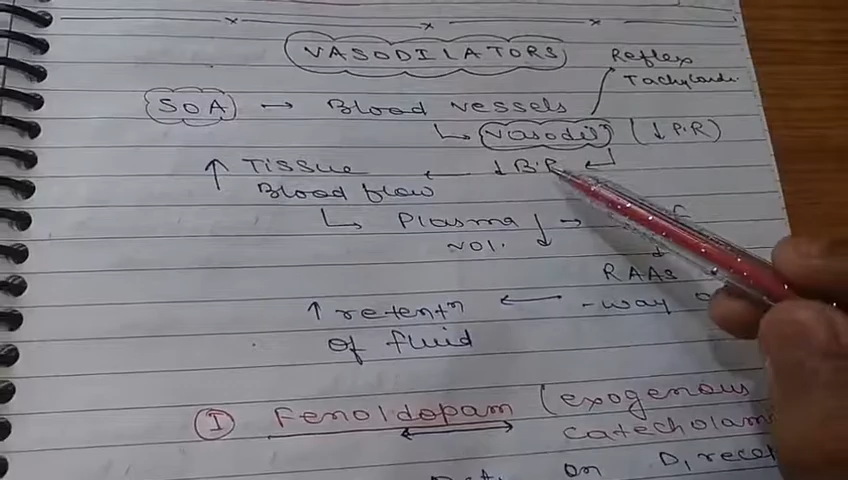 VASODILATORS
Reflex
Tachycardi.
SOA → Blood vessels
↳ Vasodil (↓P.R)
↑ Tissue ← ↓ B.P ↵
Blood flow
↳ Plasma ↓ →
vol.
↓
RAAs
↑ retentn ← -way
of fluid
I Fenoldopam (exogenous
catecholam
on D1 recep